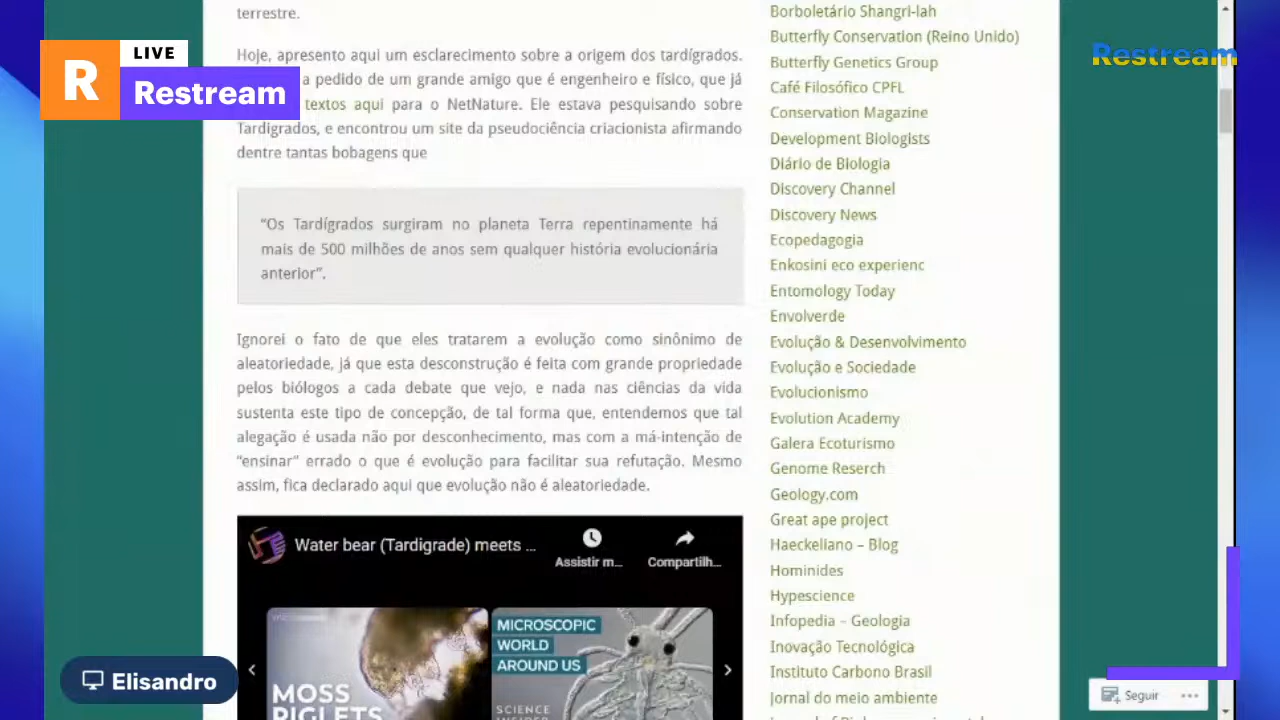 terrestre.
Hoje, apresento aqui um esclarecimento sobre a origem dos tardígrados.
a pedido de um grande amigo que é engenheiro e físico, que já
textos aqui para o NetNature. Ele estava pesquisando sobre
Tardígrados, e encontrou um site da pseudociência criacionista afirmando
dentre tantas bobagens que
“Os Tardígrados surgiram no planeta Terra repentinamente há
mais de 500 milhões de anos sem qualquer história evolucionária
anterior”.
Ignorei o fato de que eles tratarem a evolução como sinônimo de
aleatoriedade, já que esta desconstrução é feita com grande propriedade
pelos biólogos a cada debate que vejo, e nada nas ciências da vida
sustenta este tipo de concepção, de tal forma que, entendemos que tal
alegação é usada não por desconhecimento, mas com a má-intenção de
“ensinar” errado o que é evolução para facilitar sua refutação. Mesmo
assim, fica declarado aqui que evolução não é aleatoriedade.
Water bear (Tardigrade) meets ...
Assistir m...
Compartilh...
MOSS
PIGLETS
MICROSCOPIC
WORLD
AROUND US
SCIENCE
INSIDER
Borboletário Shangri-lah
Butterfly Conservation (Reino Unido)
Butterfly Genetics Group
Café Filosófico CPFL
Conservation Magazine
Development Biologists
Diário de Biologia
Discovery Channel
Discovery News
Ecopedagogia
Enkosini eco experienc
Entomology Today
Envolverde
Evolução & Desenvolvimento
Evolução e Sociedade
Evolucionismo
Evolution Academy
Galera Ecoturismo
Genome Reserch
Geology.com
Great ape project
Haeckeliano – Blog
Hominides
Hypescience
Infopedia – Geologia
Inovação Tecnológica
Instituto Carbono Brasil
Jornal do meio ambiente
R
LIVE
Restream
Restream
Elisandro
Seguir